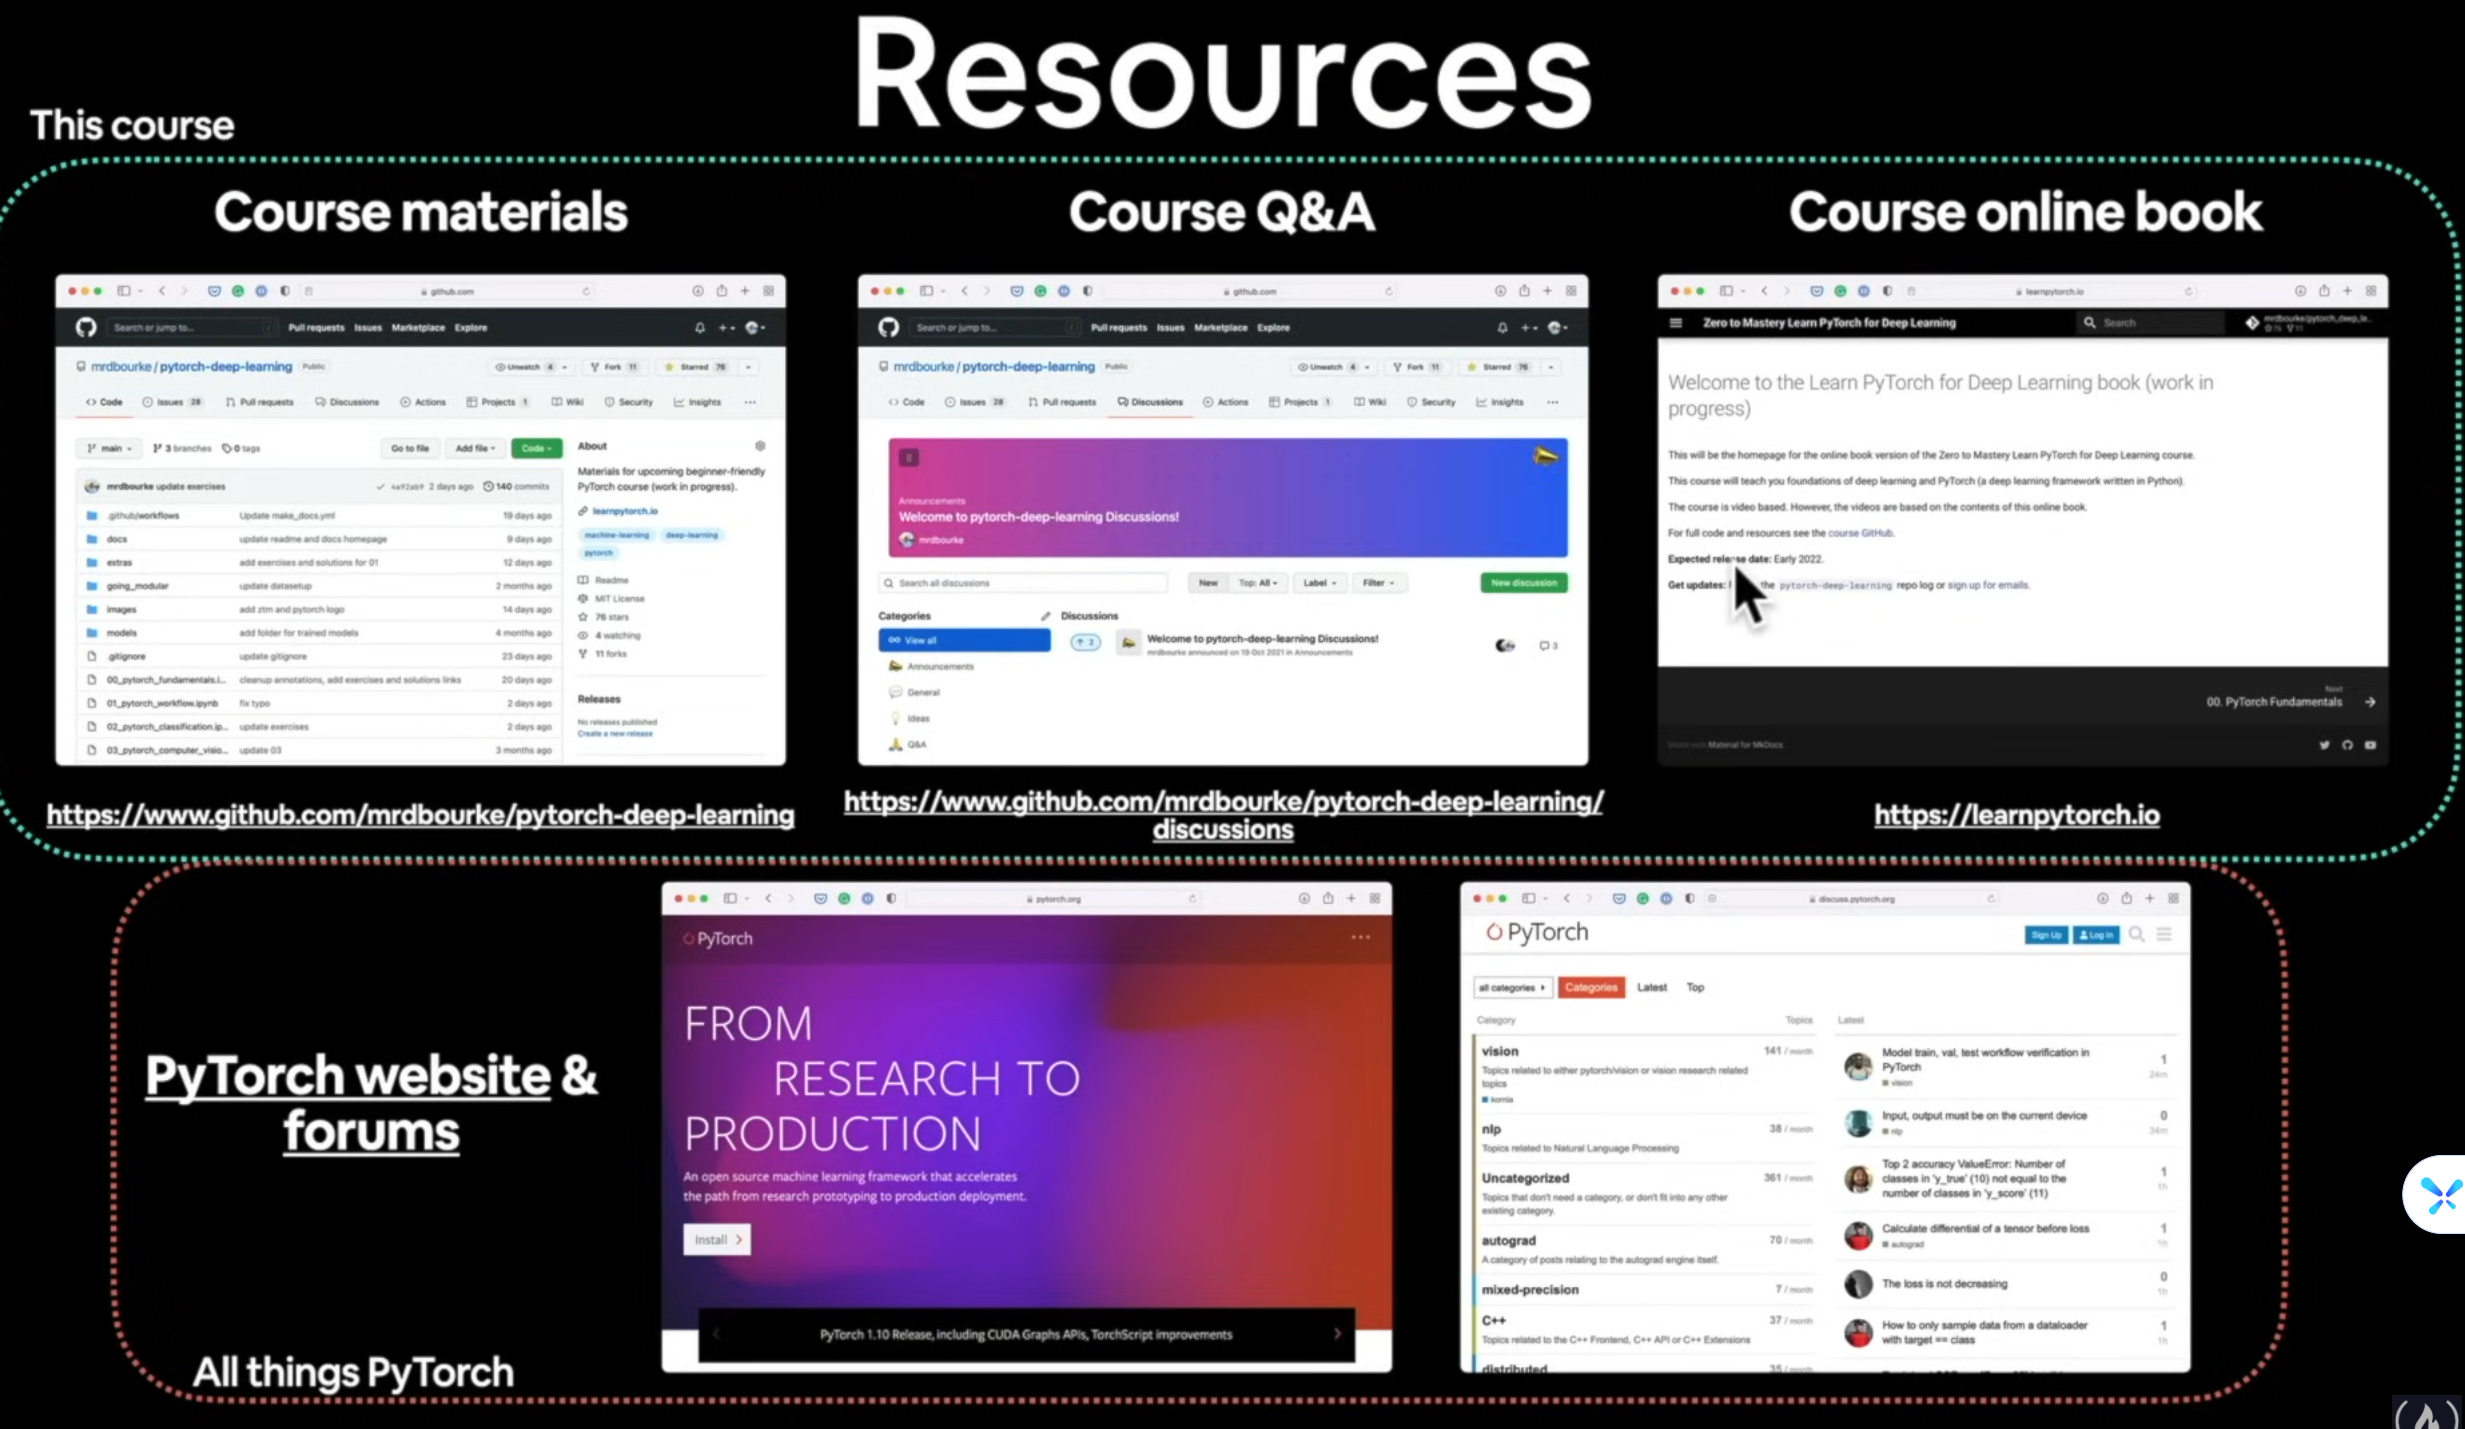 Resources
This course
Course materials
github.com
Search or jump to...
Pull requests Issues Marketplace Explore
mrdbourke / pytorch-deep-learning Public
Unwatch 4 Fork 11 Starred 76
Code Issues 28 Pull requests Discussions Actions Projects 1 Wiki Security Insights
main 3 branches 0 tags Go to file Add file Code
mrdbourke update exercises 2 days ago 140 commits
.github/workflows Update make_docs.yml 19 days ago
docs update readme and docs homepage 9 days ago
extras add exercises and solutions for 01 12 days ago
going_modular update datasetup 2 months ago
images add ztm and pytorch logo 14 days ago
models add folder for trained models 4 months ago
.gitignore update gitignore 23 days ago
00_pytorch_fundamentals.i... cleanup annotations, add exercises and solutions links 20 days ago
01_pytorch_workflow.ipynb fix typo 2 days ago
02_pytorch_classification.ip... update exercises 2 days ago
03_pytorch_computer_visio... update 03 3 months ago
About
Materials for upcoming beginner-friendly
PyTorch course (work in progress).
learnpytorch.io
machine-learning deep-learning
pytorch
Readme
MIT License
76 stars
4 watching
11 forks
Releases
No releases published
Create a new release
https://www.github.com/mrdbourke/pytorch-deep-learning
Course Q&A
github.com
Search or jump to...
Pull requests Issues Marketplace Explore
mrdbourke / pytorch-deep-learning Public
Unwatch 4 Fork 11 Starred 76
Code Issues 28 Pull requests Discussions Actions Projects 1 Wiki Security Insights
Announcements
Welcome to pytorch-deep-learning Discussions!
mrdbourke
Search all discussions New Top: All Label Filter New discussion
Categories
View all
Announcements
General
Ideas
Q&A
Discussions
2 Welcome to pytorch-deep-learning Discussions! 3
mrdbourke announced on 19 Oct 2021 in Announcements
https://www.github.com/mrdbourke/pytorch-deep-learning/
discussions
Course online book
learnpytorch.io
Zero to Mastery Learn PyTorch for Deep Learning Search mrdbourke/pytorch_deep_le...
Welcome to the Learn PyTorch for Deep Learning book (work in
progress)
This will be the homepage for the online book version of the Zero to Mastery Learn PyTorch for Deep Learning course.
This course will teach you foundations of deep learning and PyTorch (a deep learning framework written in Python).
The course is video based. However, the videos are based on the contents of this online book.
For full code and resources see the course GitHub.
Expected release date: Early 2022.
Get updates: the pytorch-deep-learning repo log or sign up for emails.
Next
00. PyTorch Fundamentals
Material for MkDocs
https://learnpytorch.io
PyTorch website &
forums
All things PyTorch
pytorch.org
PyTorch
FROM
RESEARCH TO
PRODUCTION
An open source machine learning framework that accelerates
the path from research prototyping to production deployment.
Install
PyTorch 1.10 Release, including CUDA Graphs APIs, TorchScript improvements
discuss.pytorch.org
PyTorch
Sign Up Log In
all categories Categories Latest Top
Category Topics
vision 141 / month
Topics related to either pytorch/vision or vision research related
topics
kornia
nlp 38 / month
Topics related to Natural Language Processing
Uncategorized 361 / month
Topics that don't need a category, or don't fit into any other
existing category.
autograd 70 / month
A category of posts relating to the autograd engine itself.
mixed-precision 7 / month
C++ 37 / month
Topics related to the C++ Frontend, C++ API or C++ Extensions
distributed 35 / month
Latest
Model train, val, test workflow verification in 1
PyTorch 24m
vision
Input, output must be on the current device 0
nlp 34m
Top 2 accuracy ValueError: Number of 1
classes in 'y_true' (10) not equal to the 1h
number of classes in 'y_score' (11)
Calculate differential of a tensor before loss 1
autograd 1h
The loss is not decreasing 0
1h
How to only sample data from a dataloader 1
with target == class 1h